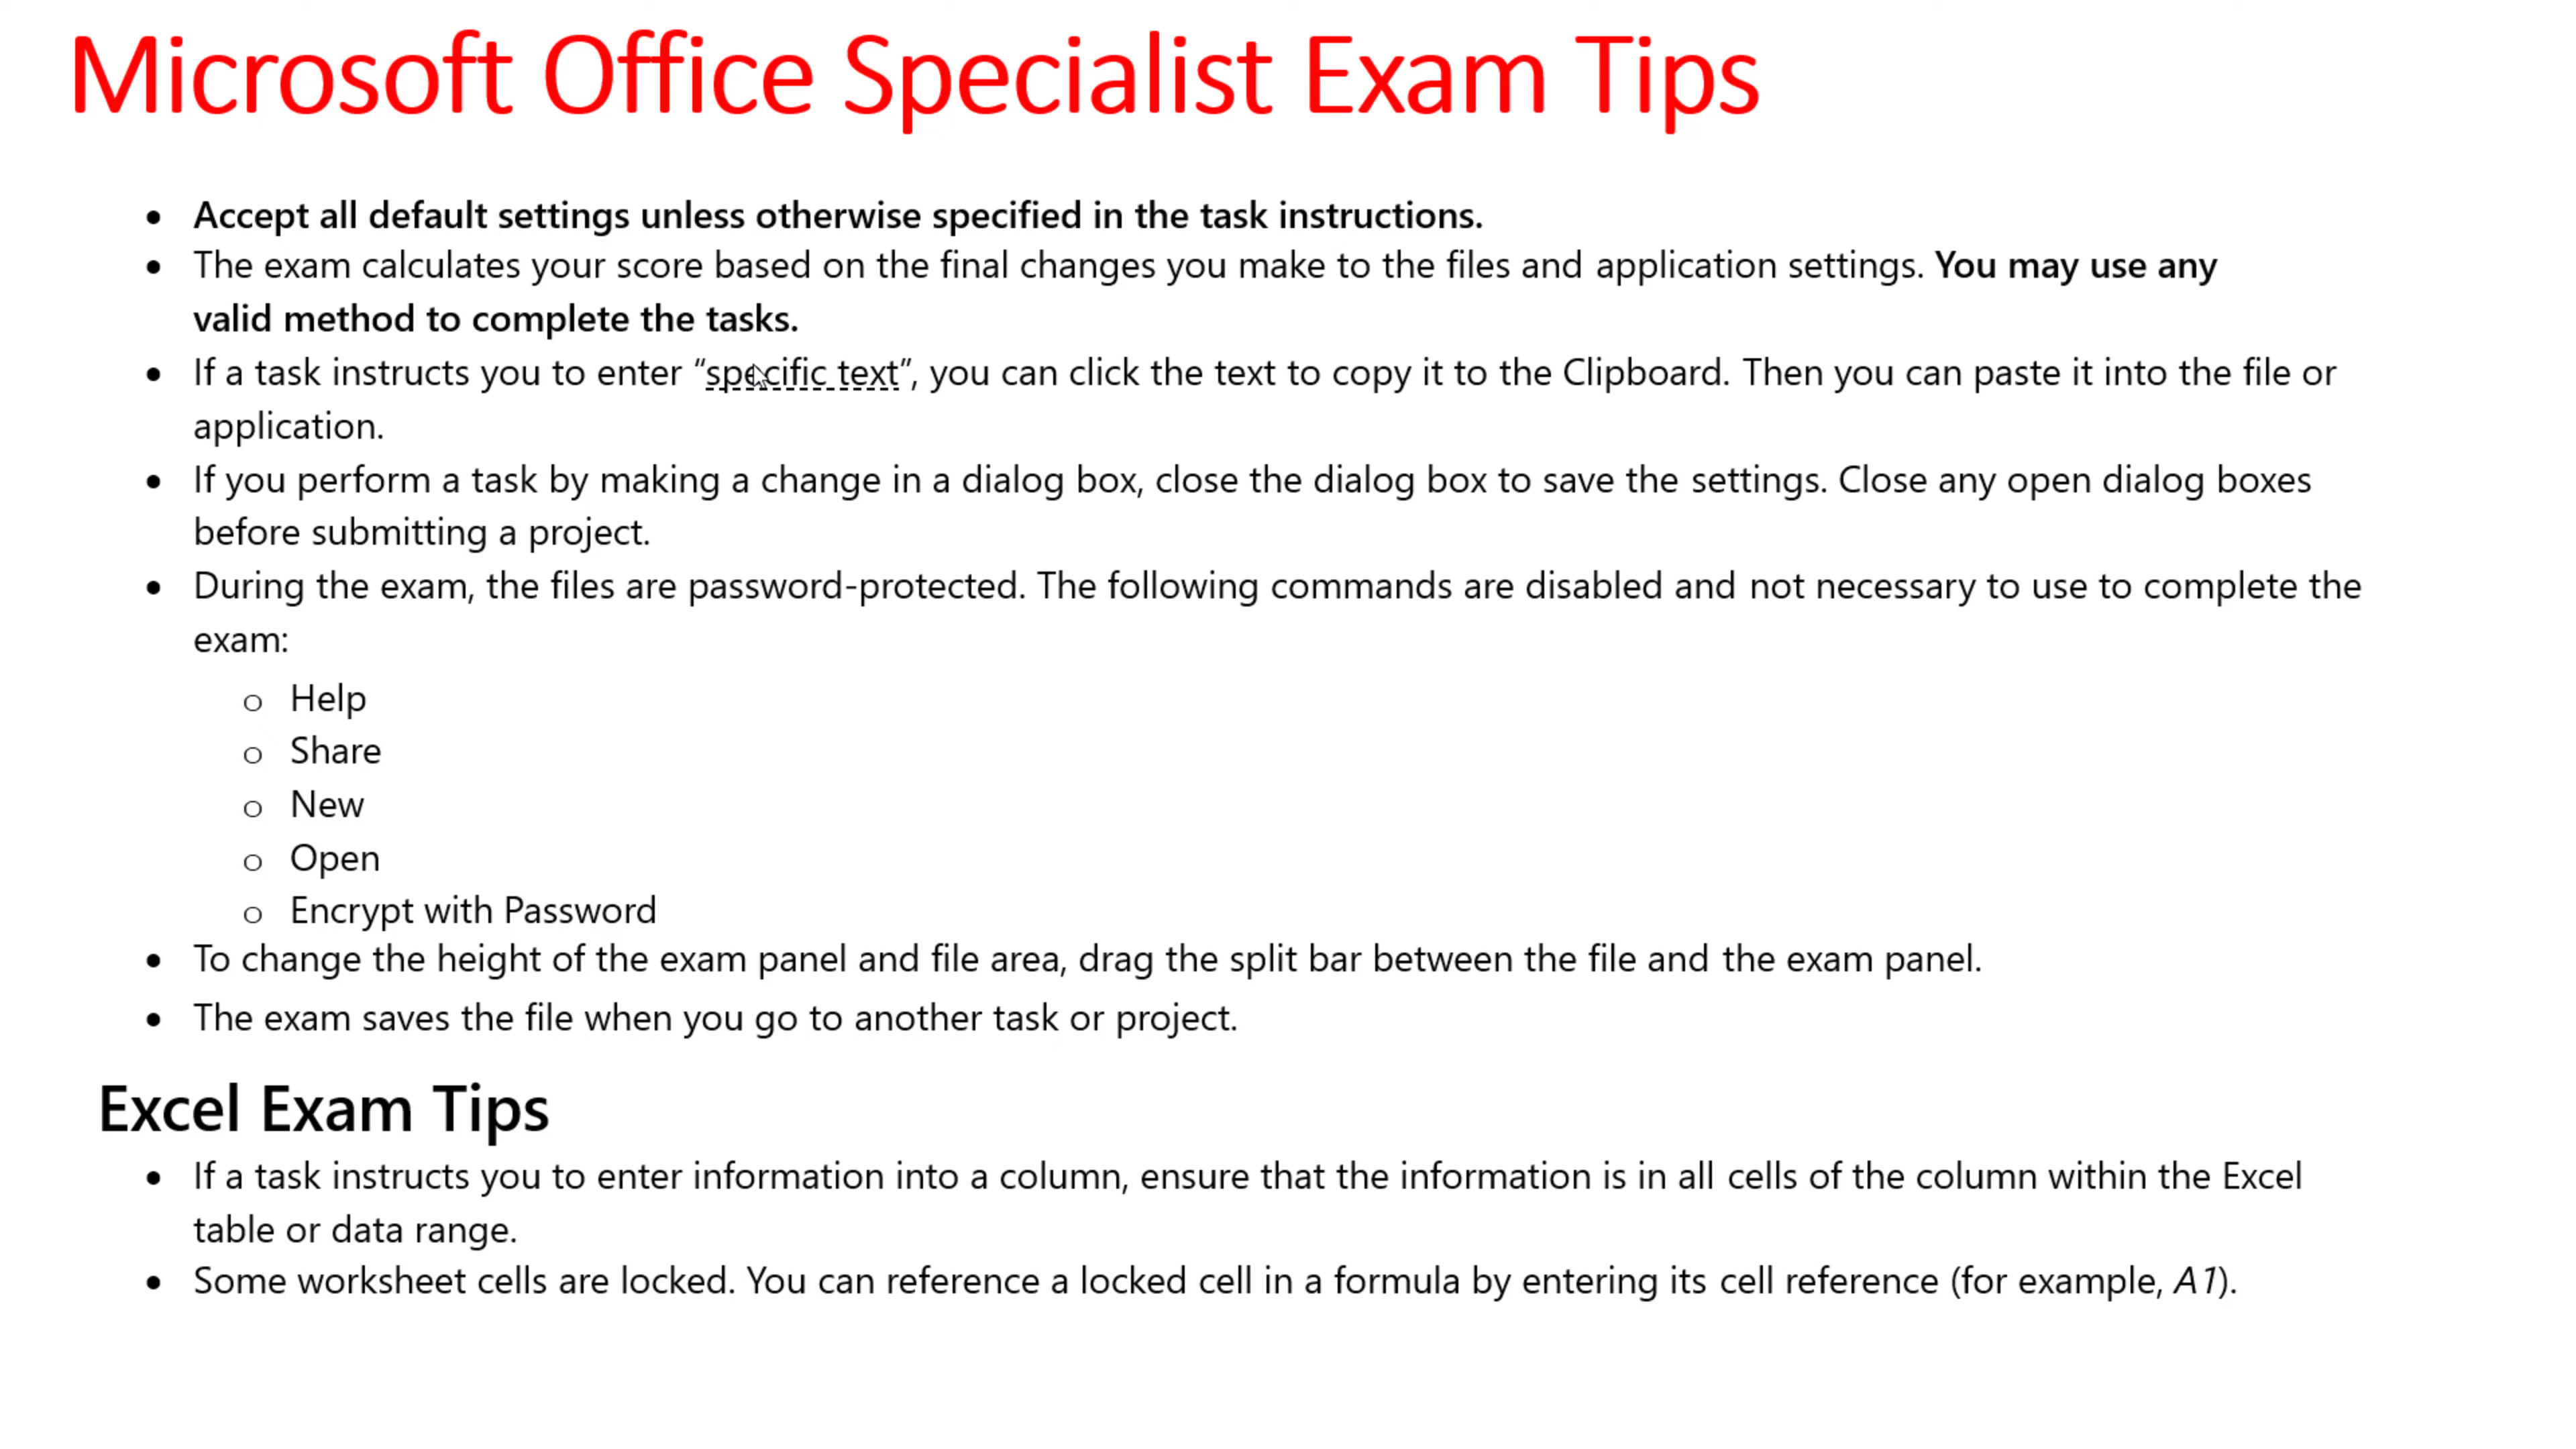 Microsoft Office Specialist Exam Tips
• Accept all default settings unless otherwise specified in the task instructions.
• The exam calculates your score based on the final changes you make to the files and application settings. You may use any
valid method to complete the tasks.
• If a task instructs you to enter “specific text”, you can click the text to copy it to the Clipboard. Then you can paste it into the file or
application.
• If you perform a task by making a change in a dialog box, close the dialog box to save the settings. Close any open dialog boxes
before submitting a project.
• During the exam, the files are password-protected. The following commands are disabled and not necessary to use to complete the
exam:
o Help
o Share
o New
o Open
o Encrypt with Password
• To change the height of the exam panel and file area, drag the split bar between the file and the exam panel.
• The exam saves the file when you go to another task or project.
Excel Exam Tips
• If a task instructs you to enter information into a column, ensure that the information is in all cells of the column within the Excel
table or data range.
• Some worksheet cells are locked. You can reference a locked cell in a formula by entering its cell reference (for example, A1).